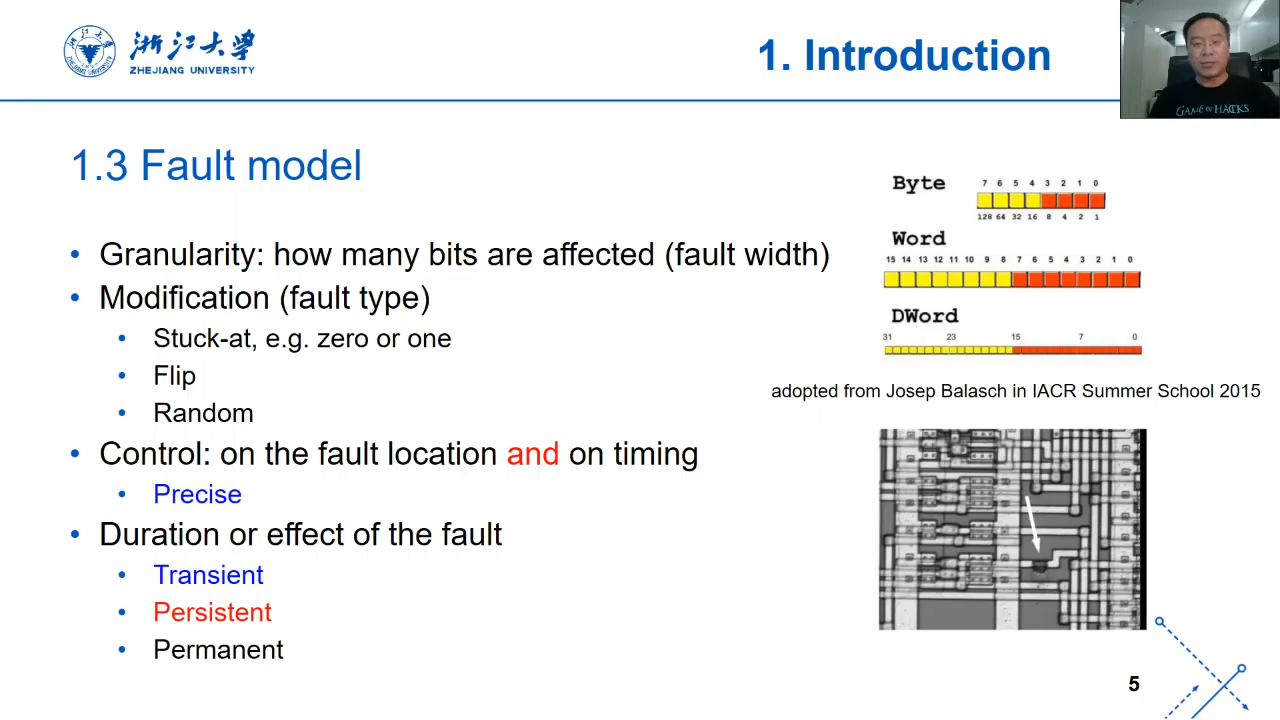 浙江大学
ZHEJIANG UNIVERSITY
1. Introduction
GAME OF HACKS
1.3 Fault model
• Granularity: how many bits are affected (fault width)
• Modification (fault type)
• Stuck-at, e.g. zero or one
• Flip
• Random
• Control: on the fault location and on timing
• Precise
• Duration or effect of the fault
• Transient
• Persistent
• Permanent
Byte
7 6 5 4 3 2 1 0
128 64 32 16 8 4 2 1
Word
15 14 13 12 11 10 9 8 7 6 5 4 3 2 1 0
DWord
31 23 15 7 0
adopted from Josep Balasch in IACR Summer School 2015
5